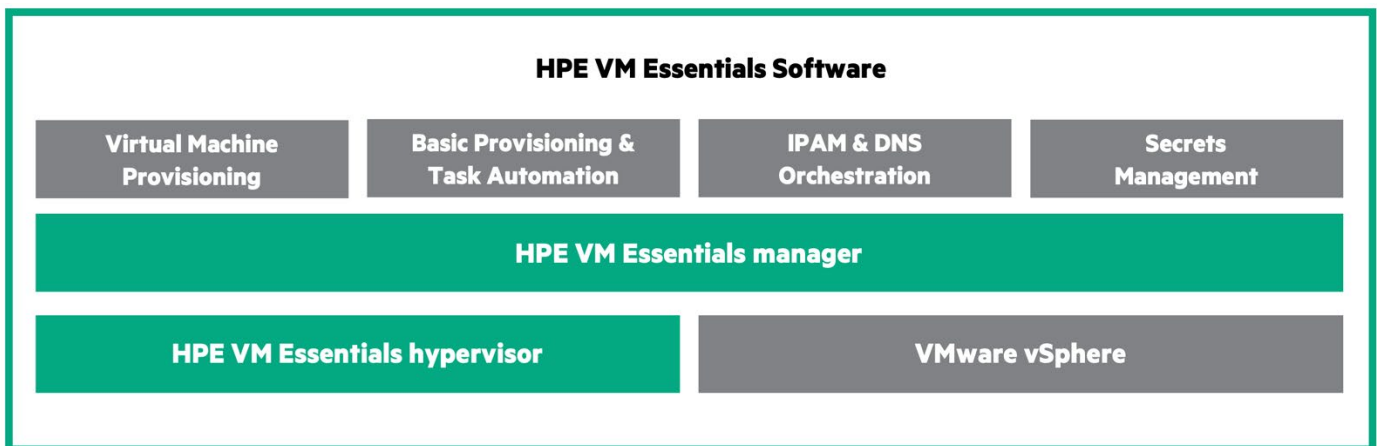 HPE VM Essentials Software
Virtual Machine
Provisioning
Basic Provisioning &
Task Automation
IPAM & DNS
Orchestration
Secrets
Management
HPE VM Essentials manager
HPE VM Essentials hypervisor
VMware vSphere